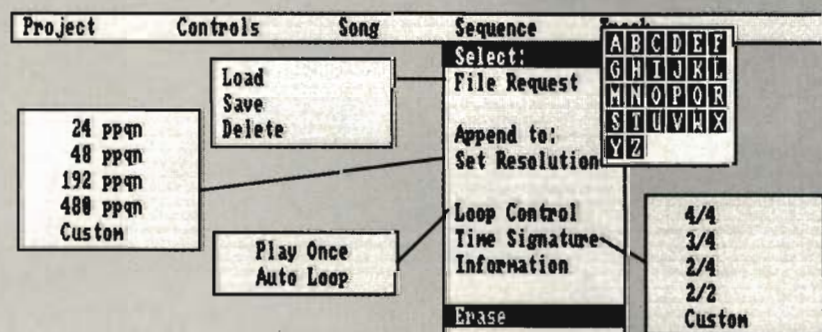 Project Controls Song Sequence Track
Select:
File Request
Append to:
Set Resolution
Loop Control
Time Signature
Information
Erase
Load
Save
Delete
24 ppqn
48 ppqn
192 ppqn
480 ppqn
Custom
Play Once
Auto Loop
A B C D E F
G H I J K L
M N O P Q R
S T U V W X
Y Z
4/4
3/4
2/4
2/2
Custom